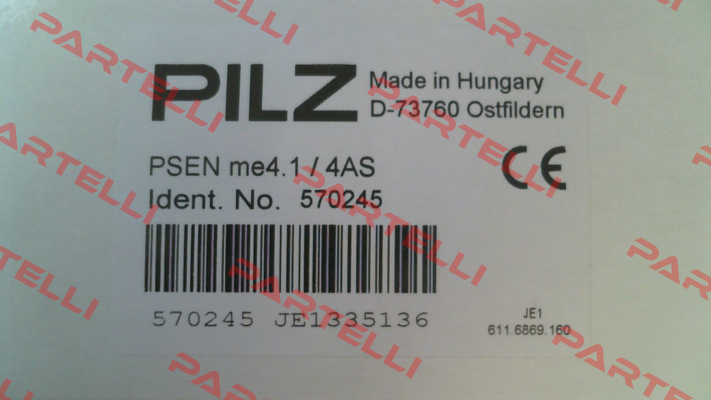 PILZ
Made in Hungary
D-73760 Ostfildern
PSEN me4.1 / 4AS
CE
Ident. No. 570245
570245 JE1335136
JE1
611.6869.160
PARTELLI
PARTELLI
PARTELLI
PARTELLI
PARTELLI
PARTELLI
PARTELLI
PARTELLI
PARTELLI
PARTELLI